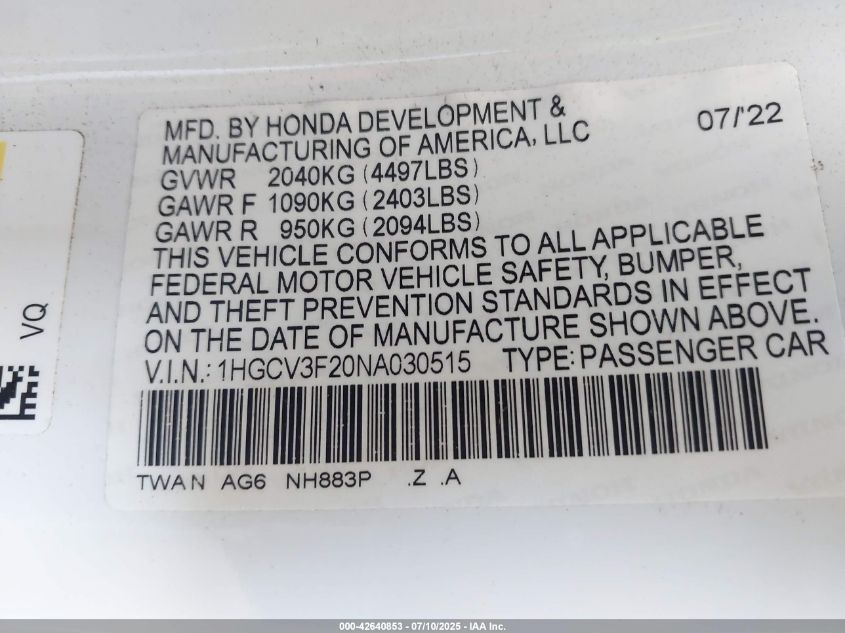 MFD. BY HONDA DEVELOPMENT & 07/'22
MANUFACTURING OF AMERICA, LLC
GVWR 2040KG (4497LBS)
GAWR F 1090KG (2403LBS)
GAWR R 950KG (2094LBS)
THIS VEHICLE CONFORMS TO ALL APPLICABLE
FEDERAL MOTOR VEHICLE SAFETY, BUMPER,
AND THEFT PREVENTION STANDARDS IN EFFECT
ON THE DATE OF MANUFACTURE SHOWN ABOVE.
V.I.N.: 1HGCV3F20NA030515 TYPE: PASSENGER CAR
TWAN AG6 NH883P .Z .A
VQ
000-42640853 - 07/10/2025 - IAA Inc.